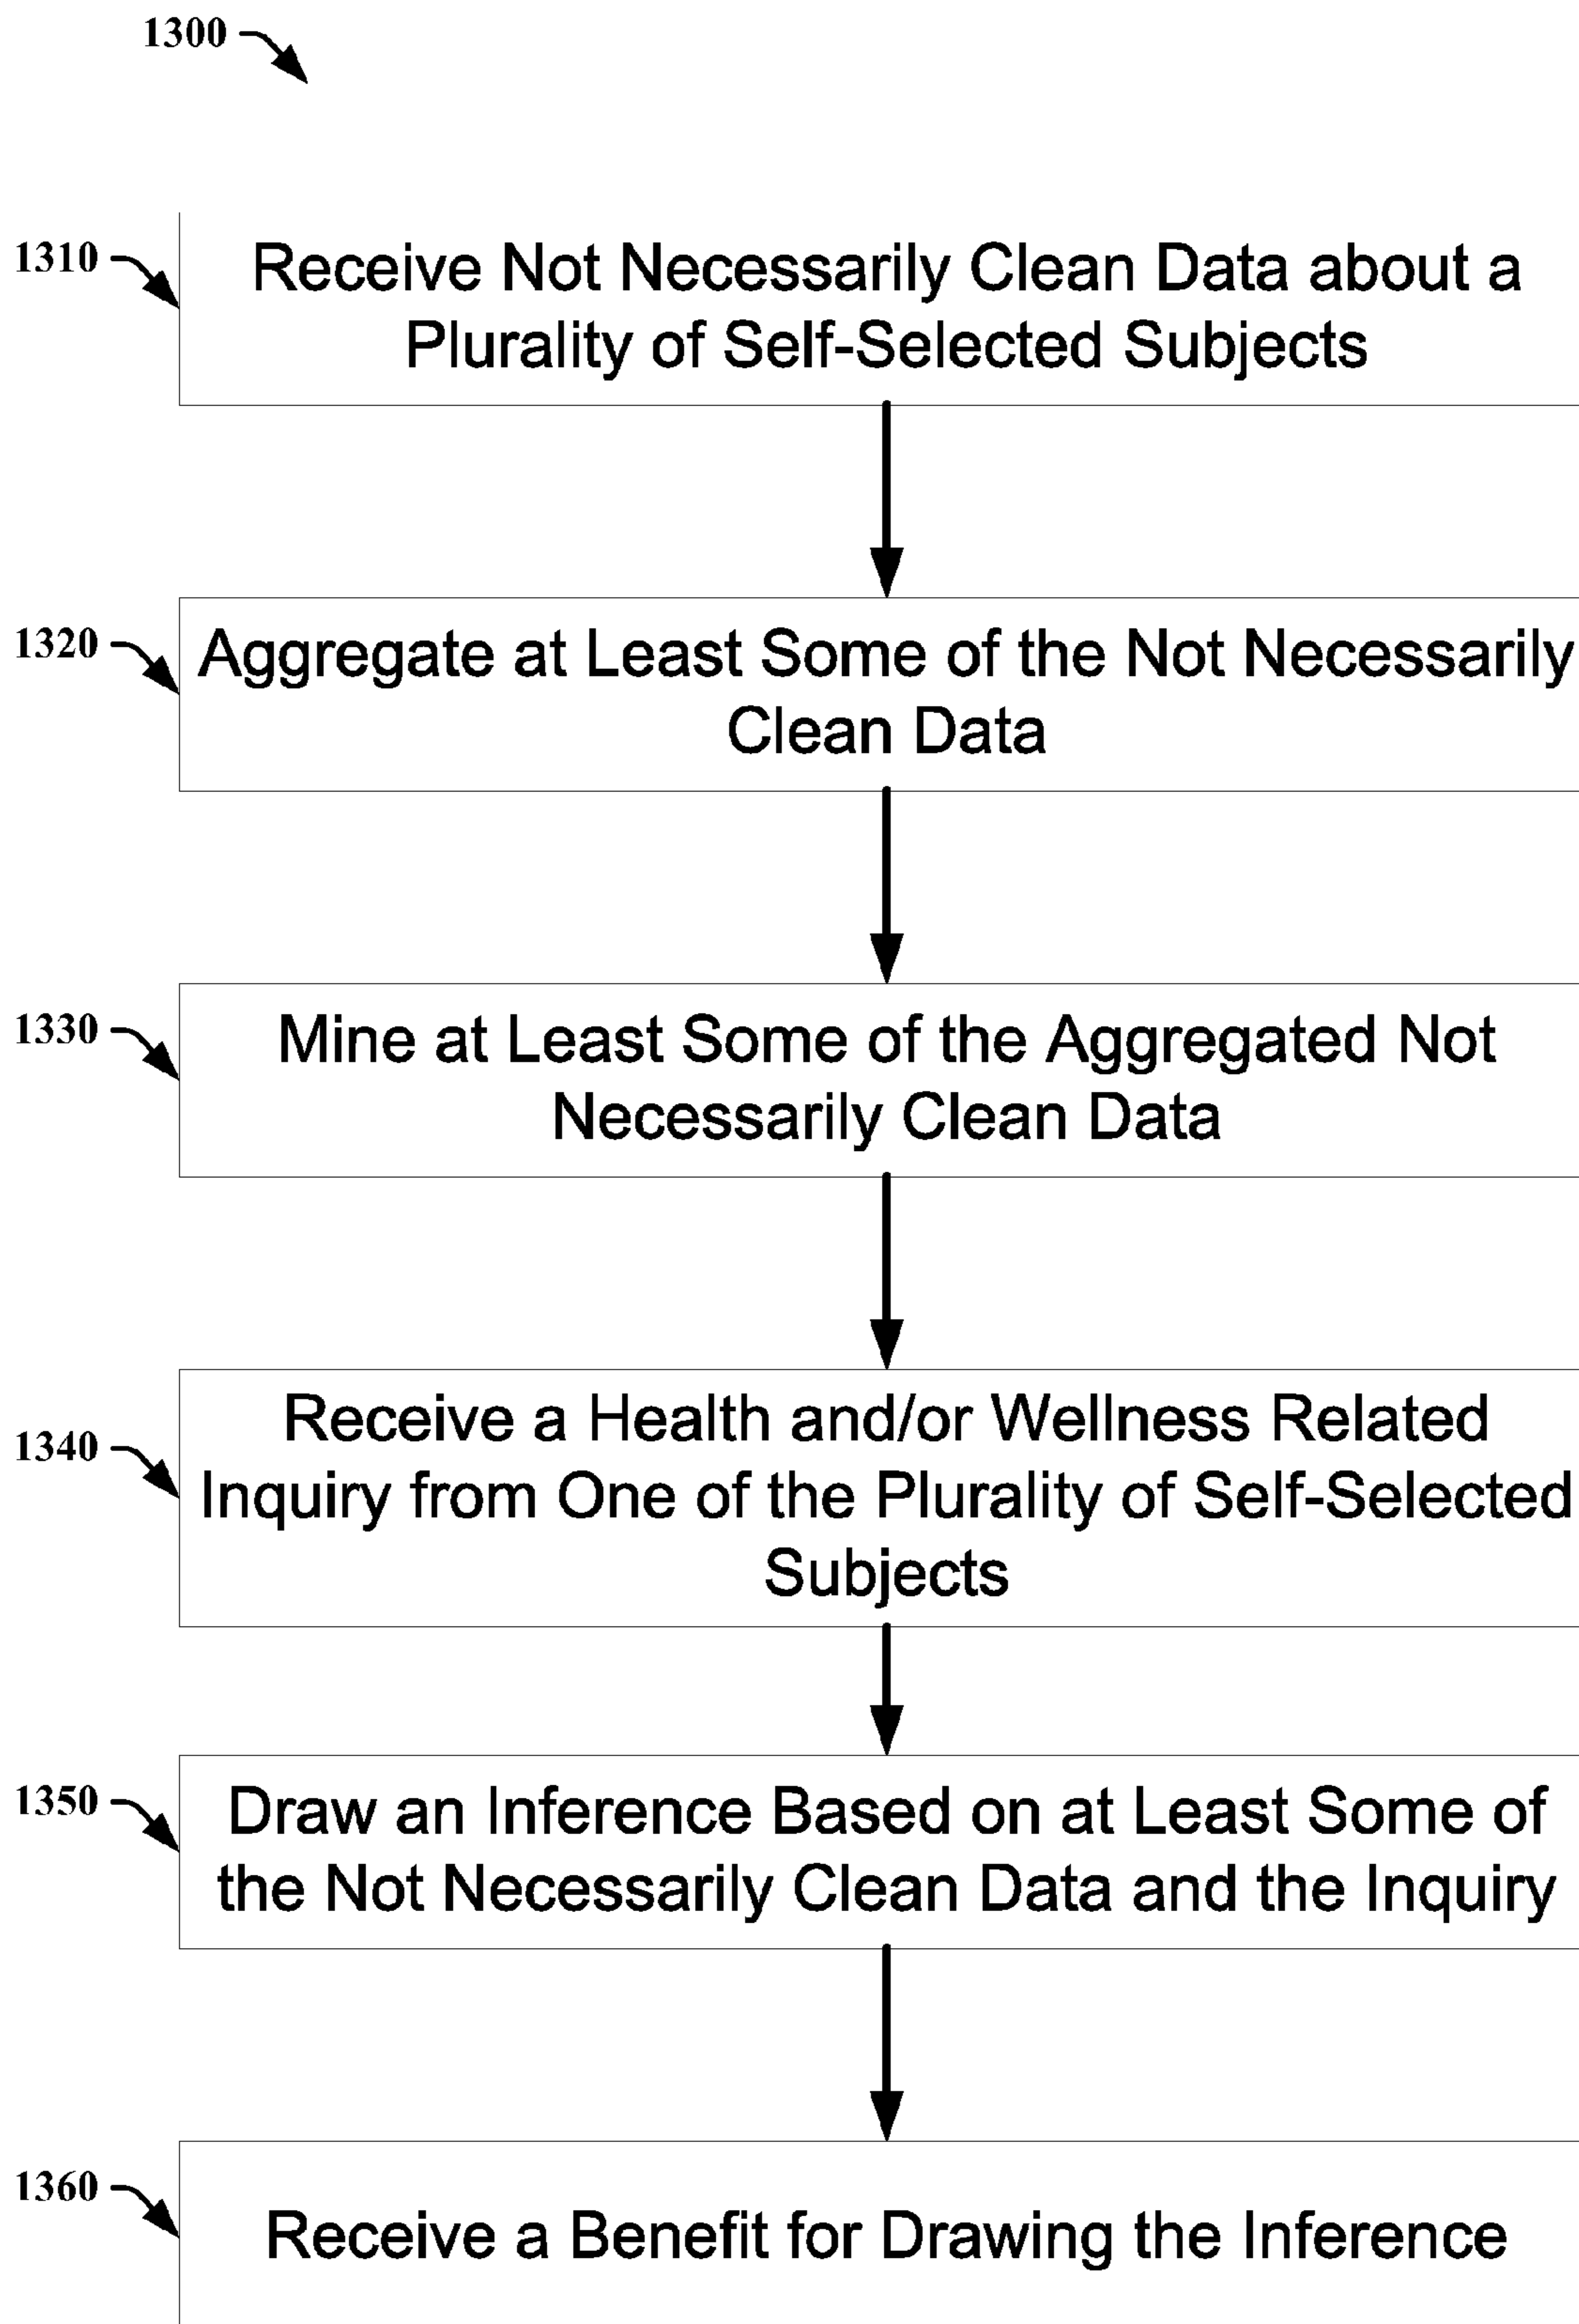 1300
1310
Receive Not Necessarily Clean Data about a
Plurality of Self-Selected Subjects
1320
Aggregate at Least Some of the Not Necessarily
Clean Data
1330
Mine at Least Some of the Aggregated Not
Necessarily Clean Data
1340
Receive a Health and/or Wellness Related
Inquiry from One of the Plurality of Self-Selected
Subjects
1350
Draw an Inference Based on at Least Some of
the Not Necessarily Clean Data and the Inquiry
1360
Receive a Benefit for Drawing the Inference